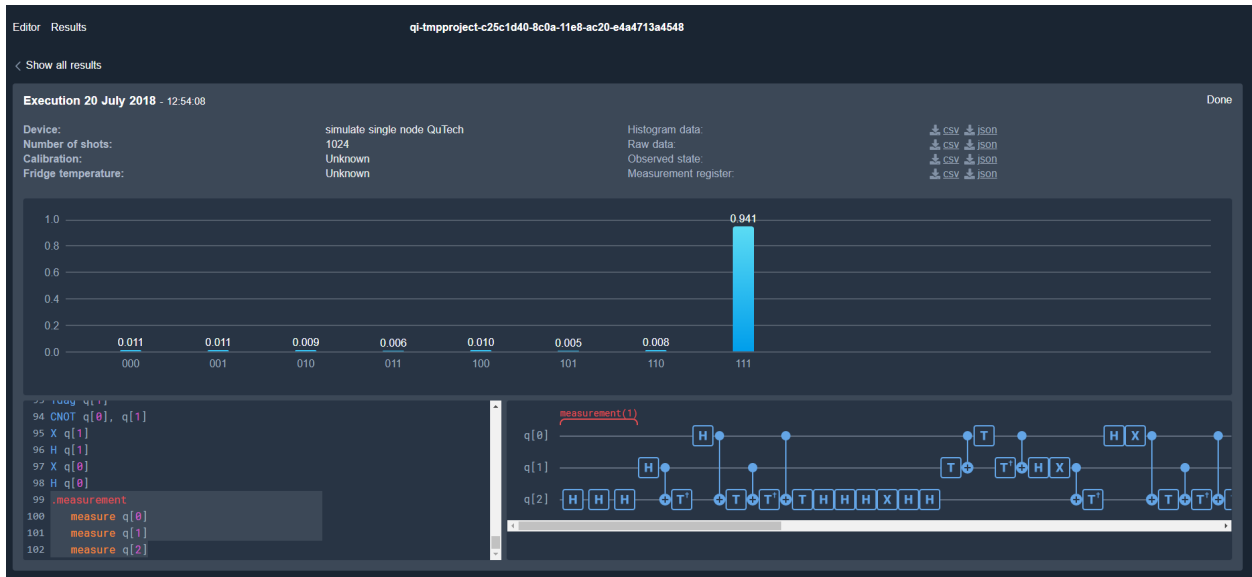 Editor Results qi-tmpproject-c25c1d40-8c0a-11e8-ac20-e4a4713a4548
Show all results
Execution 20 July 2018 - 12:54:08 Done
Device: simulate single node QuTech Histogram data: csv json
Number of shots: 1024 Raw data: csv json
Calibration: Unknown Observed state: csv json
Fridge temperature: Unknown Measurement register: csv json
1.0 0.941
0.8
0.6
0.4
0.2
0.011 0.011 0.009 0.006 0.010 0.005 0.008
0.0
000 001 010 011 100 101 110 111
94 CNOT q[0], q[1]
95 X q[1]
96 H q[1]
97 X q[0]
98 H q[0]
99 .measurement
100 measure q[0]
101 measure q[1]
102 measure q[2]
measurement(1)
q[0] H T H X
q[1] H T T† H X
q[2] H H H T† T T† T H H H X H H T† T T†